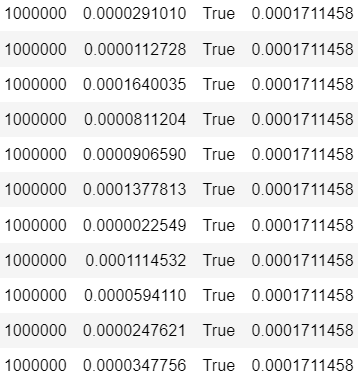 1000000 0.0000291010 True 0.0001711458
1000000 0.0000112728 True 0.0001711458
1000000 0.0001640035 True 0.0001711458
1000000 0.0000811204 True 0.0001711458
1000000 0.0000906590 True 0.0001711458
1000000 0.0001377813 True 0.0001711458
1000000 0.0000022549 True 0.0001711458
1000000 0.0001114532 True 0.0001711458
1000000 0.0000594110 True 0.0001711458
1000000 0.0000247621 True 0.0001711458
1000000 0.0000347756 True 0.0001711458